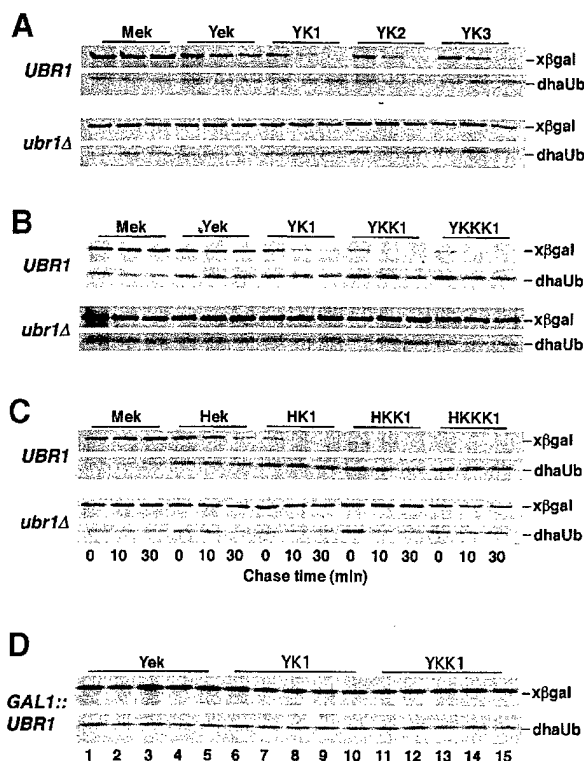 A
Mek Yek YK1 YK2 YK3
UBR1
-xβgal
-dhaUb
ubr1Δ
-xβgal
-dhaUb
B
Mek Yek YK1 YKK1 YKKK1
UBR1
-xβgal
-dhaUb
ubr1Δ
-xβgal
-dhaUb
C
Mek Hek HK1 HKK1 HKKK1
UBR1
-xβgal
-dhaUb
ubr1Δ
-xβgal
-dhaUb
0 10 30 0 10 30 0 10 30 0 10 30 0 10 30
Chase time (min)
D
Yek YK1 YKK1
GAL1::
UBR1
-xβgal
-dhaUb
1 2 3 4 5 6 7 8 9 10 11 12 13 14 15